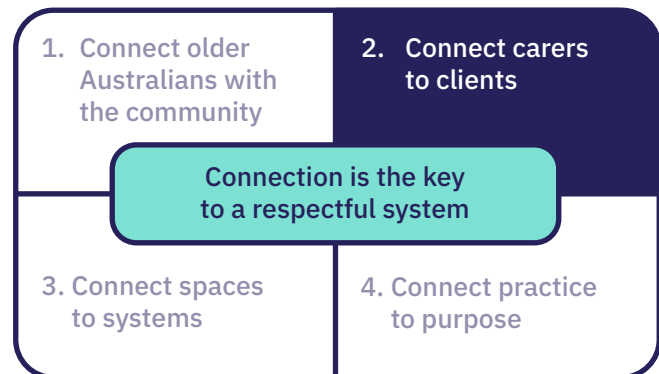 1. Connect older
Australians with
the community
2. Connect carers
to clients
Connection is the key
to a respectful system
3. Connect spaces
to systems
4. Connect practice
to purpose